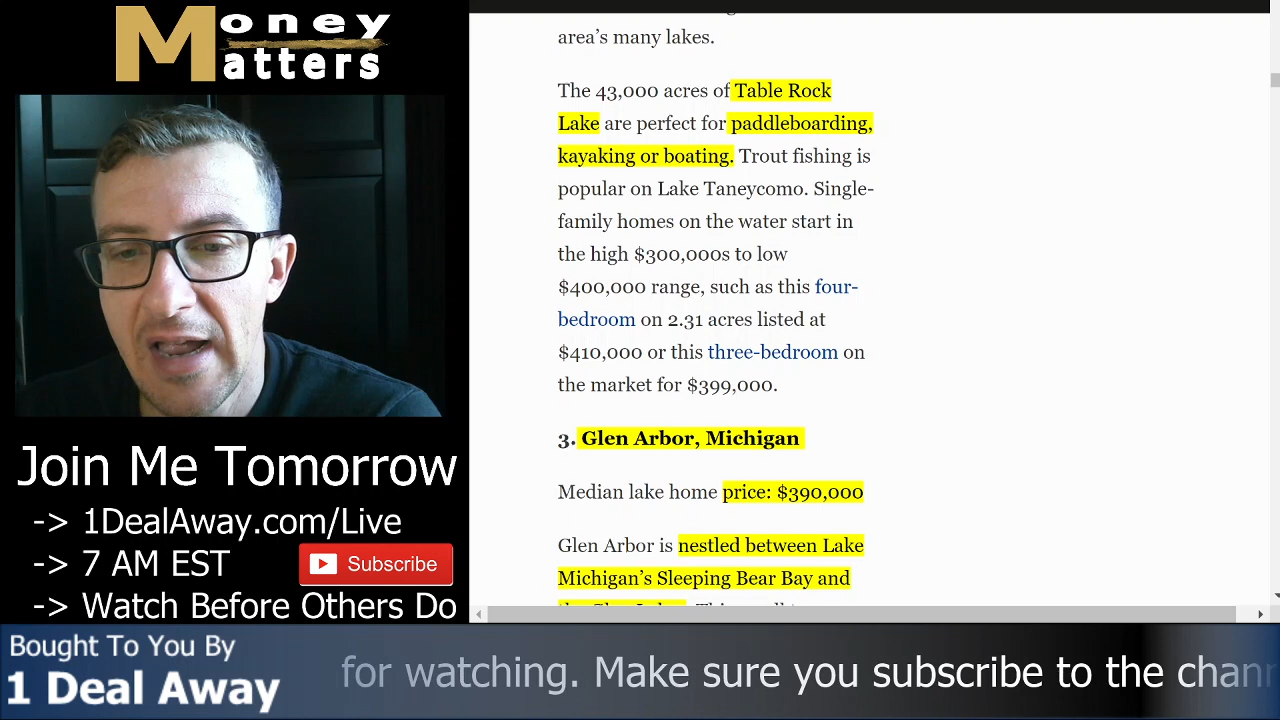 Money
Matters
Join Me Tomorrow
-> 1DealAway.com/Live
-> 7 AM EST
Subscribe
-> Watch Before Others Do
area’s many lakes.
The 43,000 acres of Table Rock
Lake are perfect for paddleboarding,
kayaking or boating. Trout fishing is
popular on Lake Taneycomo. Single-
family homes on the water start in
the high $300,000s to low
$400,000 range, such as this four-
bedroom on 2.31 acres listed at
$410,000 or this three-bedroom on
the market for $399,000.
3. Glen Arbor, Michigan
Median lake home price: $390,000
Glen Arbor is nestled between Lake
Michigan’s Sleeping Bear Bay and
Bought To You By
1 Deal Away
for watching. Make sure you subscribe to the chan